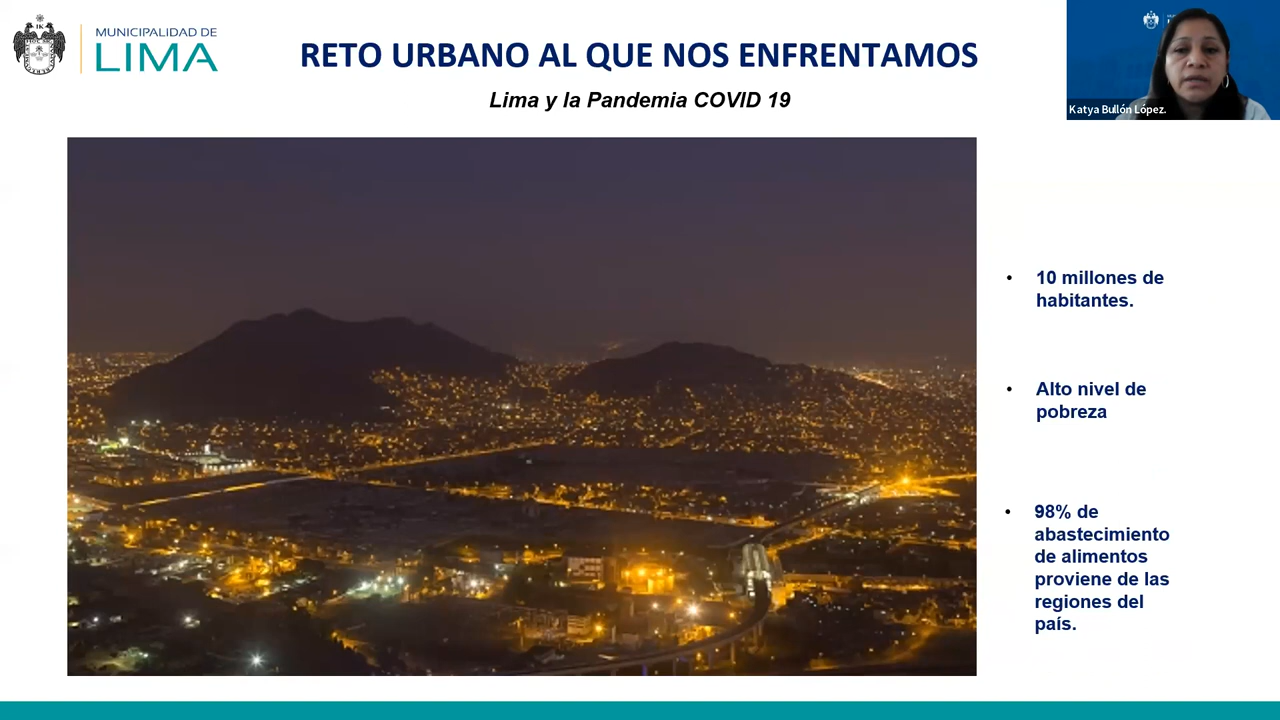 MUNICIPALIDAD DE
LIMA
RETO URBANO AL QUE NOS ENFRENTAMOS
Lima y la Pandemia COVID 19
Katya Bullón López.
• 10 millones de
habitantes.
• Alto nivel de
pobreza
• 98% de
abastecimiento
de alimentos
proviene de las
regiones del
país.